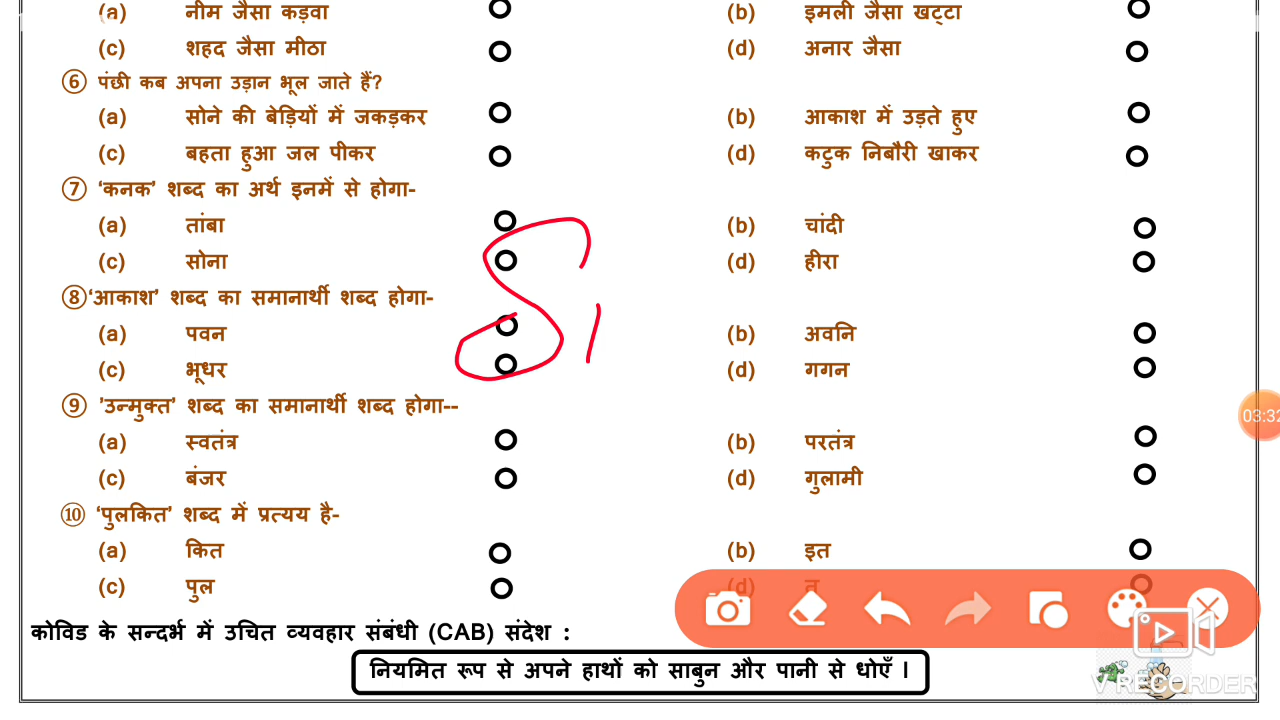 (a) नीम जैसा कड़वा (b) इमली जैसा खट्टा
(c) शहद जैसा मीठा (d) अनार जैसा
⑥ पंछी कब अपना उड़ान भूल जाते हैं?
(a) सोने की बेड़ियों में जकड़कर (b) आकाश में उड़ते हुए
(c) बहता हुआ जल पीकर (d) कटुक निबौरी खाकर
⑦ 'कनक' शब्द का अर्थ इनमें से होगा-
(a) तांबा (b) चांदी
(c) सोना (d) हीरा
⑧'आकाश' शब्द का समानार्थी शब्द होगा-
(a) पवन (b) अवनि
(c) भूधर (d) गगन
⑨ 'उन्मुक्त' शब्द का समानार्थी शब्द होगा--
(a) स्वतंत्र (b) परतंत्र
(c) बंजर (d) गुलामी
⑩ 'पुलकित' शब्द में प्रत्यय है-
(a) कित (b) इत
(c) पुल (d) त
कोविड के सन्दर्भ में उचित व्यवहार संबंधी (CAB) संदेश :
नियमित रूप से अपने हाथों को साबुन और पानी से धोएँ ।
03:32
V RECORDER